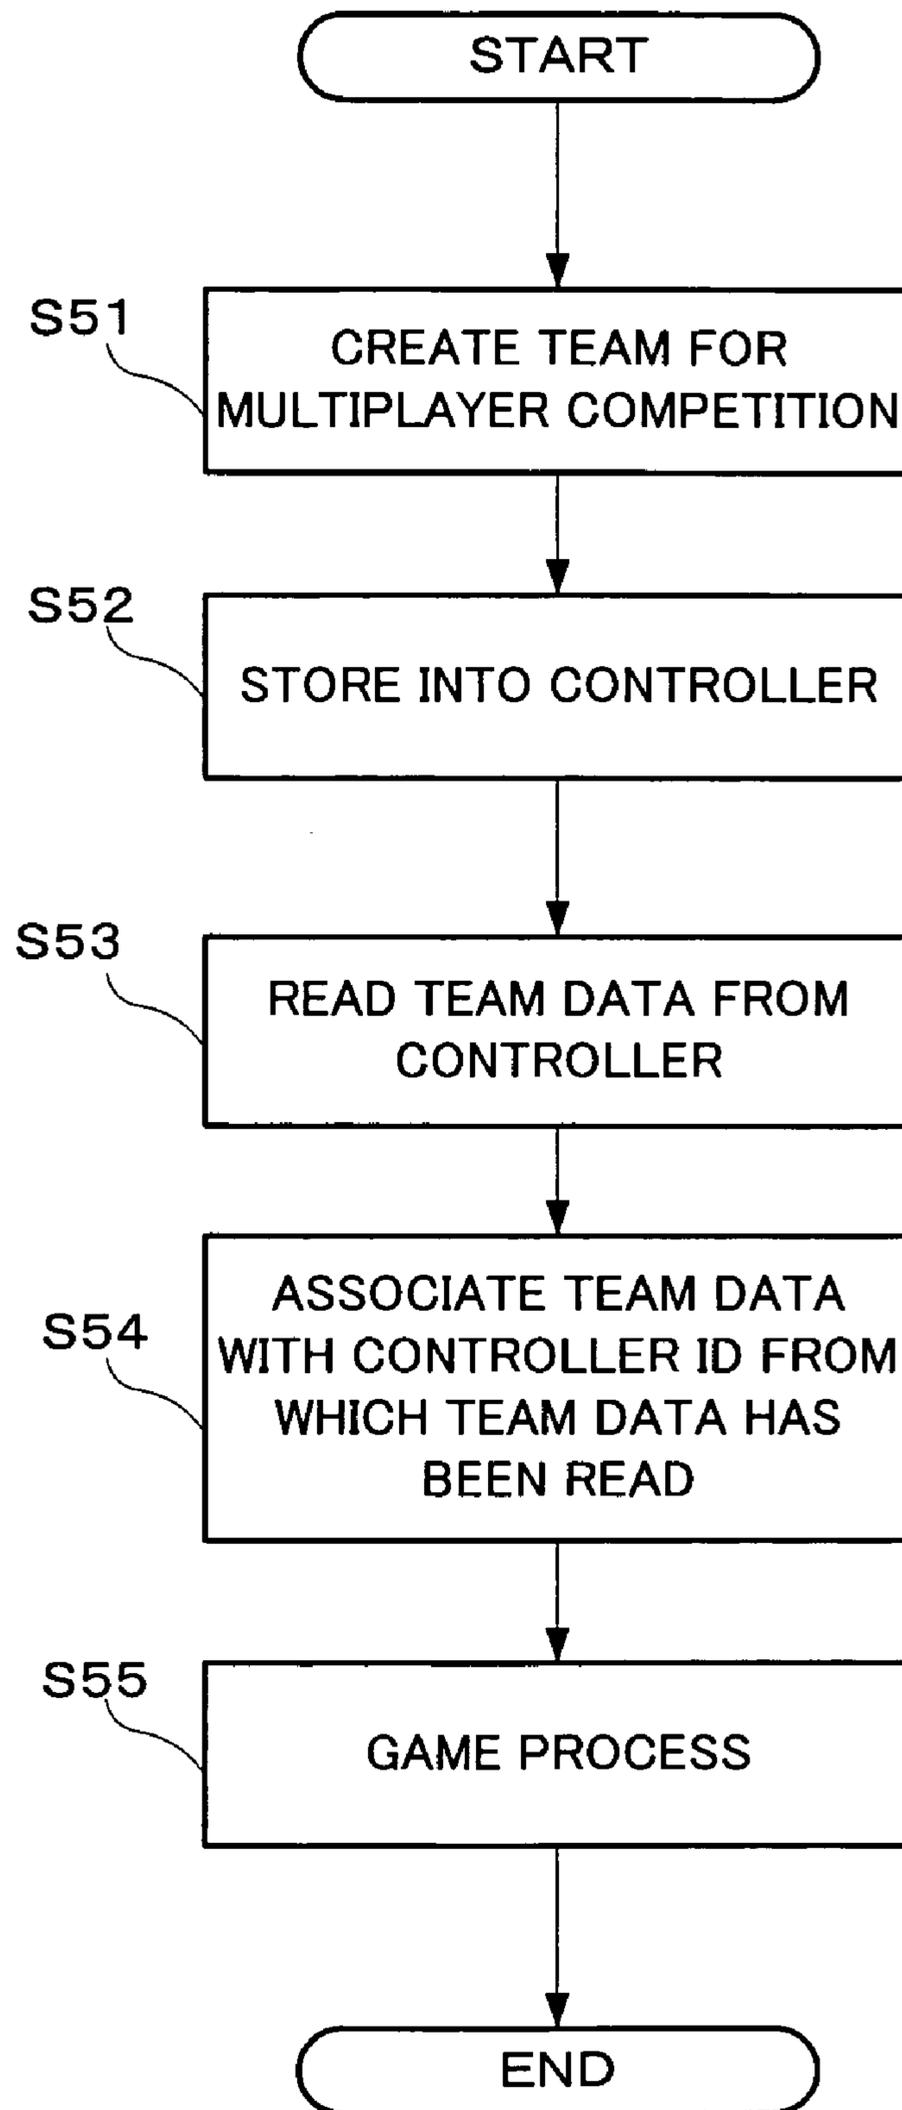 START
S51
CREATE TEAM FOR
MULTIPLAYER COMPETITION
S52
STORE INTO CONTROLLER
S53
READ TEAM DATA FROM
CONTROLLER
S54
ASSOCIATE TEAM DATA
WITH CONTROLLER ID FROM
WHICH TEAM DATA HAS
BEEN READ
S55
GAME PROCESS
END